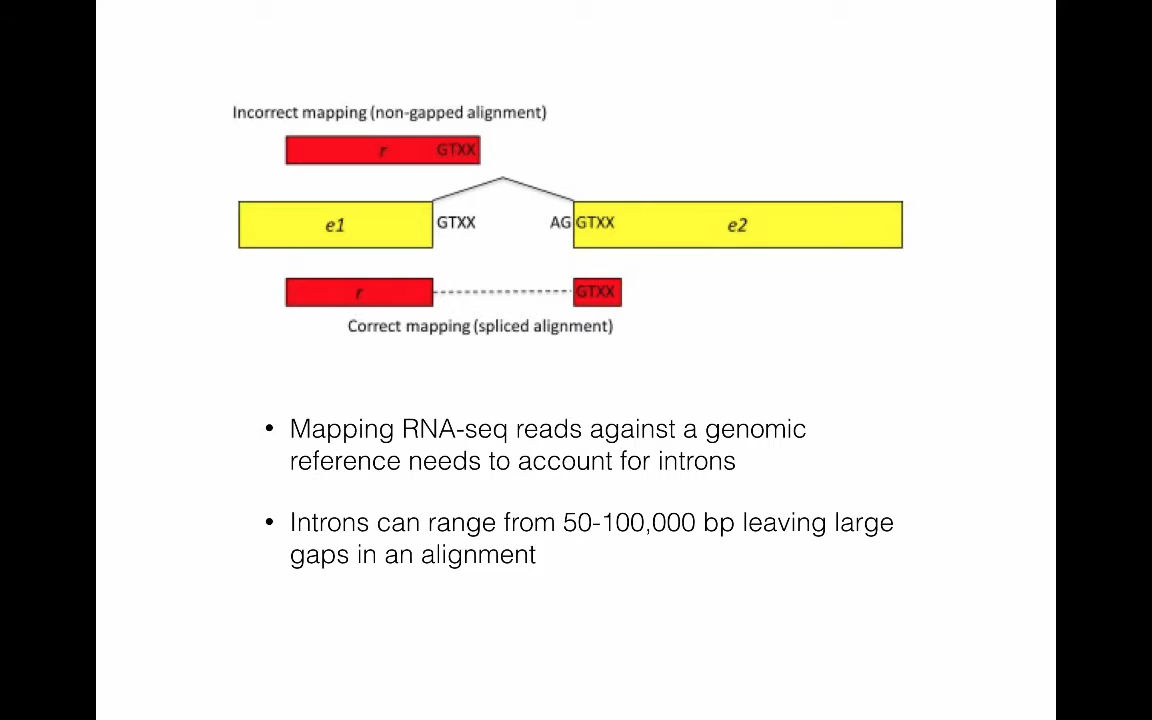 Incorrect mapping (non-gapped alignment)
r GTXX
e1 GTXX AG GTXX e2
r GTXX
Correct mapping (spliced alignment)
• Mapping RNA-seq reads against a genomic
reference needs to account for introns
• Introns can range from 50-100,000 bp leaving large
gaps in an alignment